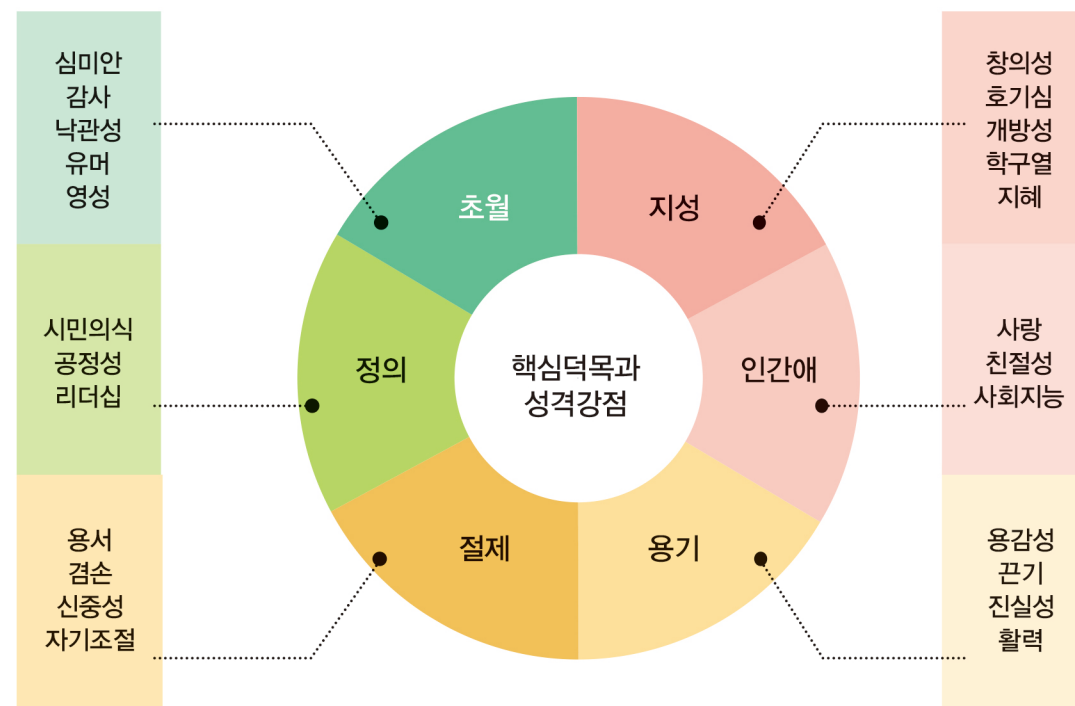 심미안
감사
낙관성
유머
영성
시민의식
공정성
리더십
용서
겸손
신중성
자기조절
초월
지성
정의
핵심덕목과
성격강점
인간애
절제
용기
창의성
호기심
개방성
학구열
지혜
사랑
친절성
사회지능
용감성
끈기
진실성
활력